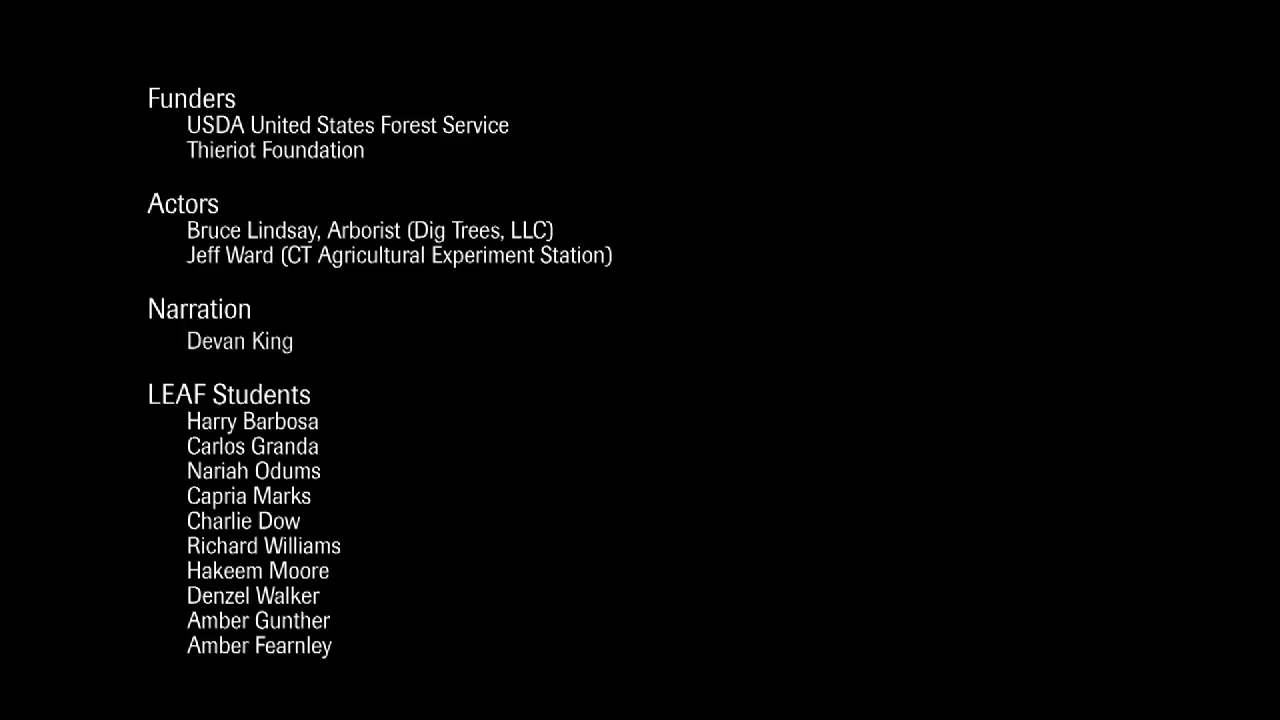 Funders
USDA United States Forest Service
Thieriot Foundation
Actors
Bruce Lindsay, Arborist (Dig Trees, LLC)
Jeff Ward (CT Agricultural Experiment Station)
Narration
Devan King
LEAF Students
Harry Barbosa
Carlos Granda
Nariah Odums
Capria Marks
Charlie Dow
Richard Williams
Hakeem Moore
Denzel Walker
Amber Gunther
Amber Fearnley